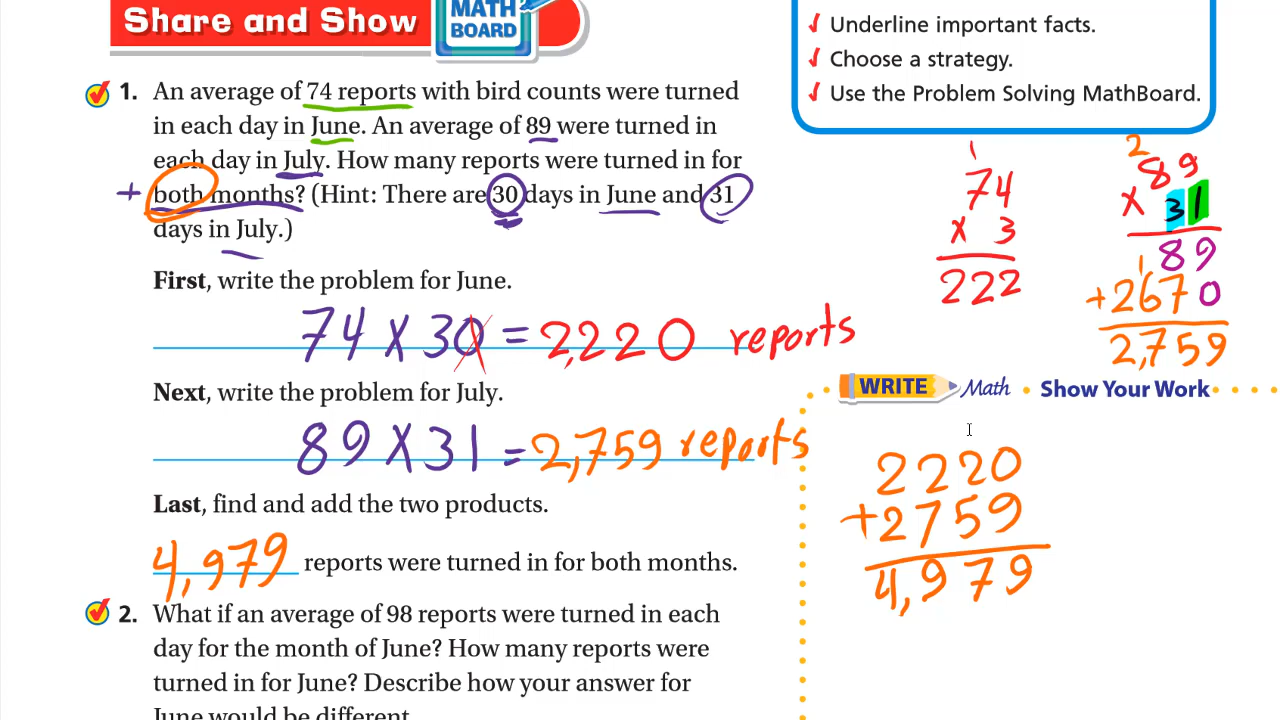 Share and Show
MATH
BOARD
✓ Underline important facts.
✓ Choose a strategy.
✓ Use the Problem Solving MathBoard.
1. An average of 74 reports with bird counts were turned
in each day in June. An average of 89 were turned in
each day in July. How many reports were turned in for
+ both months? (Hint: There are 30 days in June and 31
days in July.)
First, write the problem for June.
74 x 30 = 2,220 reports
Next, write the problem for July.
89 x 31 = 2,759 reports
Last, find and add the two products.
4,979 reports were turned in for both months.
2. What if an average of 98 reports were turned in each
day for the month of June? How many reports were
turned in for June? Describe how your answer for
June would be different.
1
74
x 3
222
2
89
x 31
89
1
+2670
2,759
WRITE Math • Show Your Work
2220
+2759
4,979